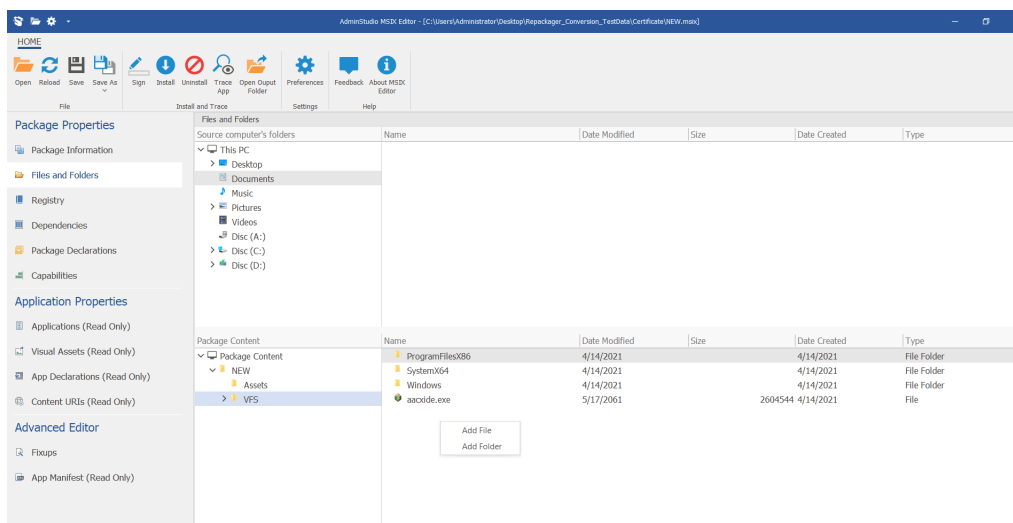 AdminStudio MSIX Editor - [C:\Users\Administrator\Desktop\Repackager_Conversion_TestData\Certificate\NEW.msix]
HOME
Open Reload Save Save As Sign Install Uninstall Trace App Open Ouput Folder Preferences Feedback About MSIX Editor
File Install and Trace Settings Help
Package Properties
Package Information
Files and Folders
Registry
Dependencies
Package Declarations
Capabilities
Application Properties
Applications (Read Only)
Visual Assets (Read Only)
App Declarations (Read Only)
Content URIs (Read Only)
Advanced Editor
Fixups
App Manifest (Read Only)
Files and Folders
Source computer's folders
This PC
Desktop
Documents
Music
Pictures
Videos
Disc (A:)
Disc (C:)
Disc (D:)
Name Date Modified Size Date Created Type
Package Content
Package Content
NEW
Assets
VFS
Name Date Modified Size Date Created Type
ProgramFilesX86 4/14/2021 4/14/2021 File Folder
SystemX64 4/14/2021 4/14/2021 File Folder
Windows 4/14/2021 4/14/2021 File Folder
aacxide.exe 5/17/2061 2604544 4/14/2021 File
Add File
Add Folder